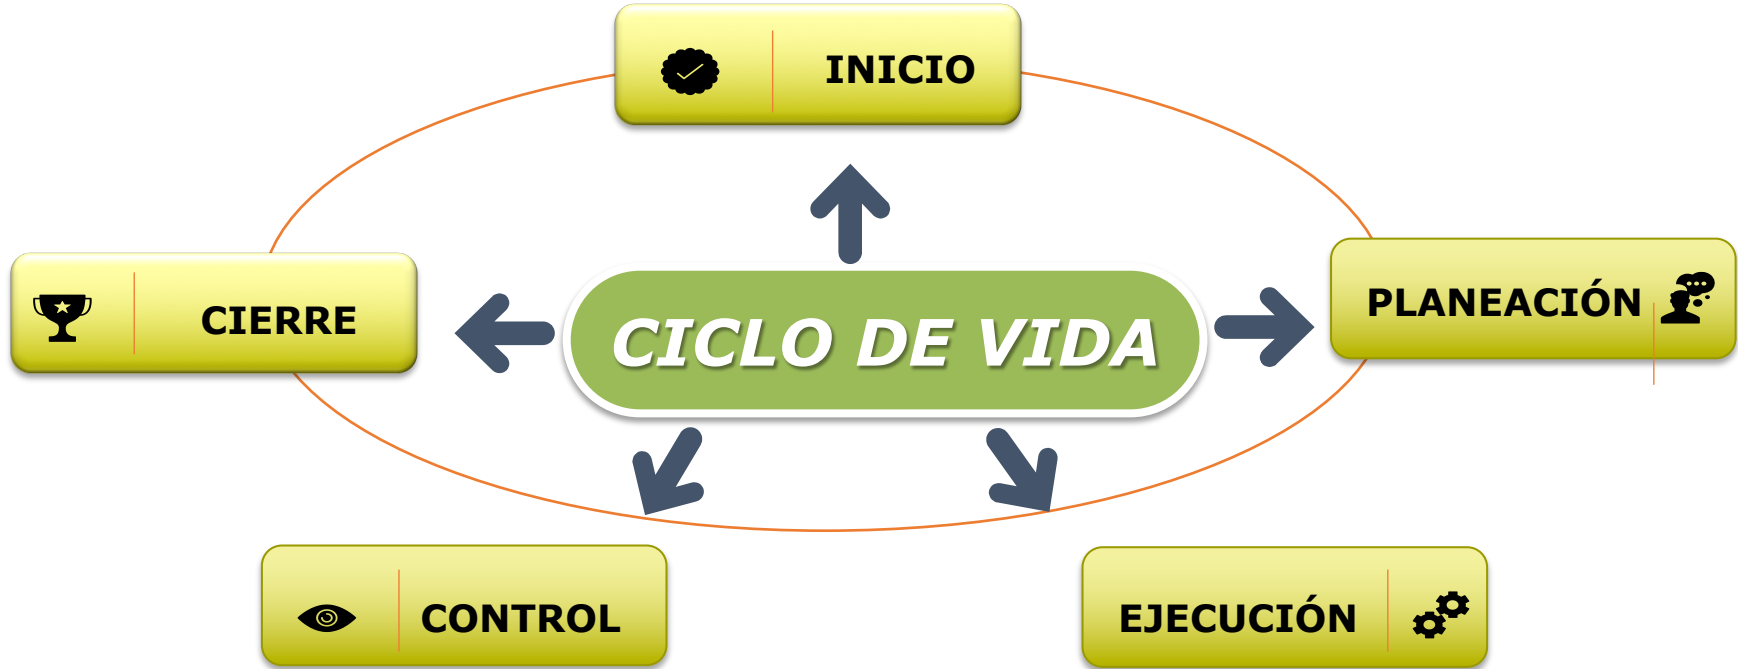 INICIO
PLANEACIÓN
CIERRE
CICLO DE VIDA
CONTROL
EJECUCIÓN